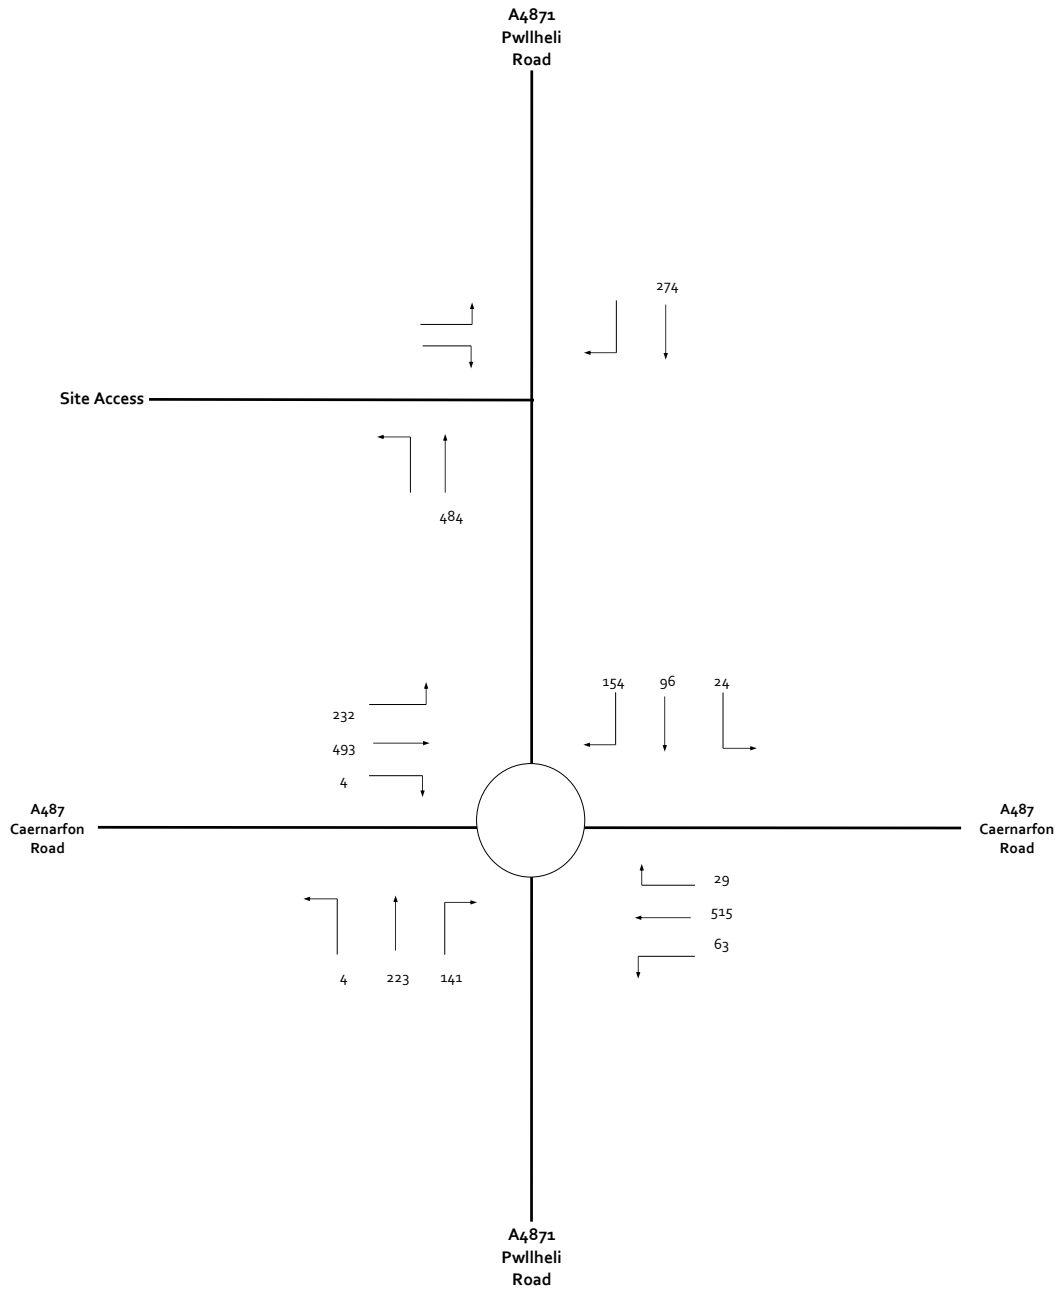 A4871
Pwllheli
Road
274
Site Access
484
154 96 24
232
493
4
A487
Caernarfon
Road
A487
Caernarfon
Road
29
515
63
4 223 141
A4871
Pwllheli
Road